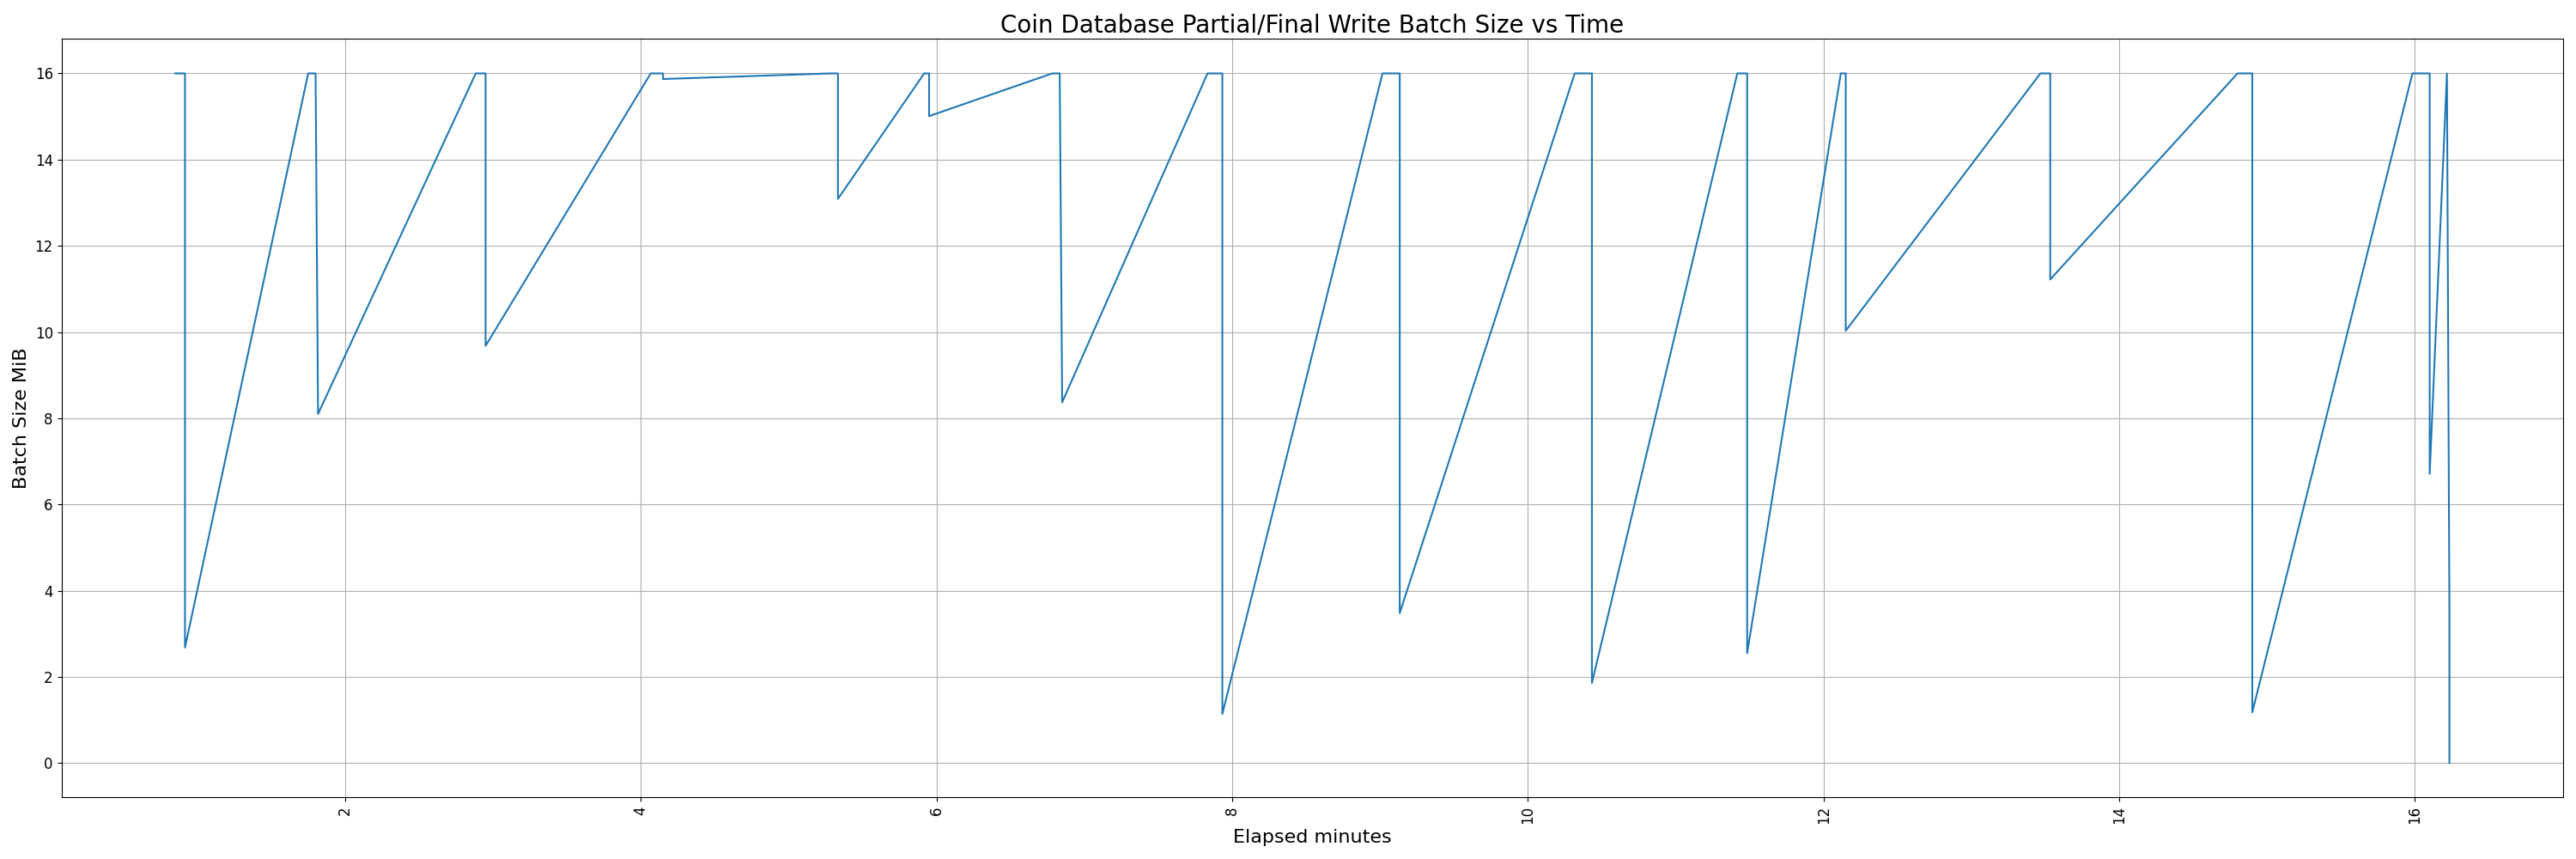 Coin Database Partial/Final Write Batch Size vs Time
Batch Size MiB
16
14
12
10
8
6
4
2
0
2 4 6 8 10 12 14 16
Elapsed minutes